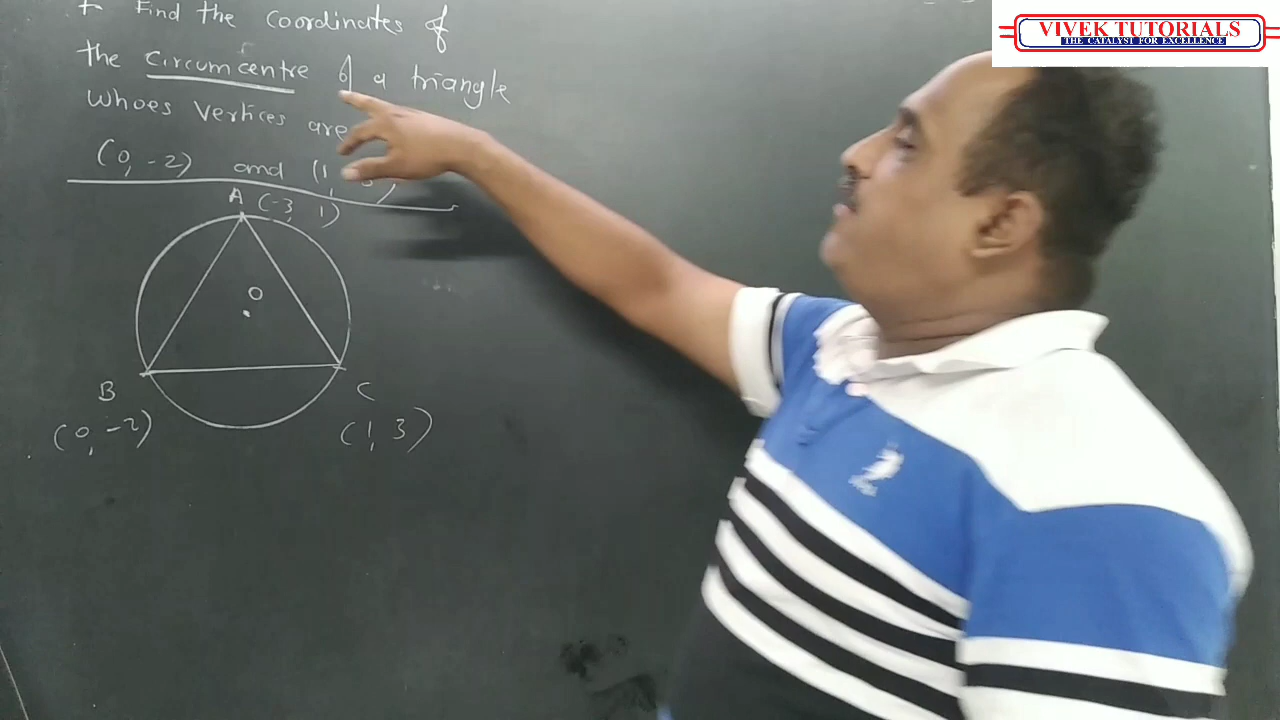 VIVEK TUTORIALS
THE CATALYST FOR EXCELLENCE
Find the coordinates of
the circumcentre of a triangle
whoes vertices are
(0, -2) and (1,
A (-3, 1)
O
B
C
(0, -2)
(1, 3)